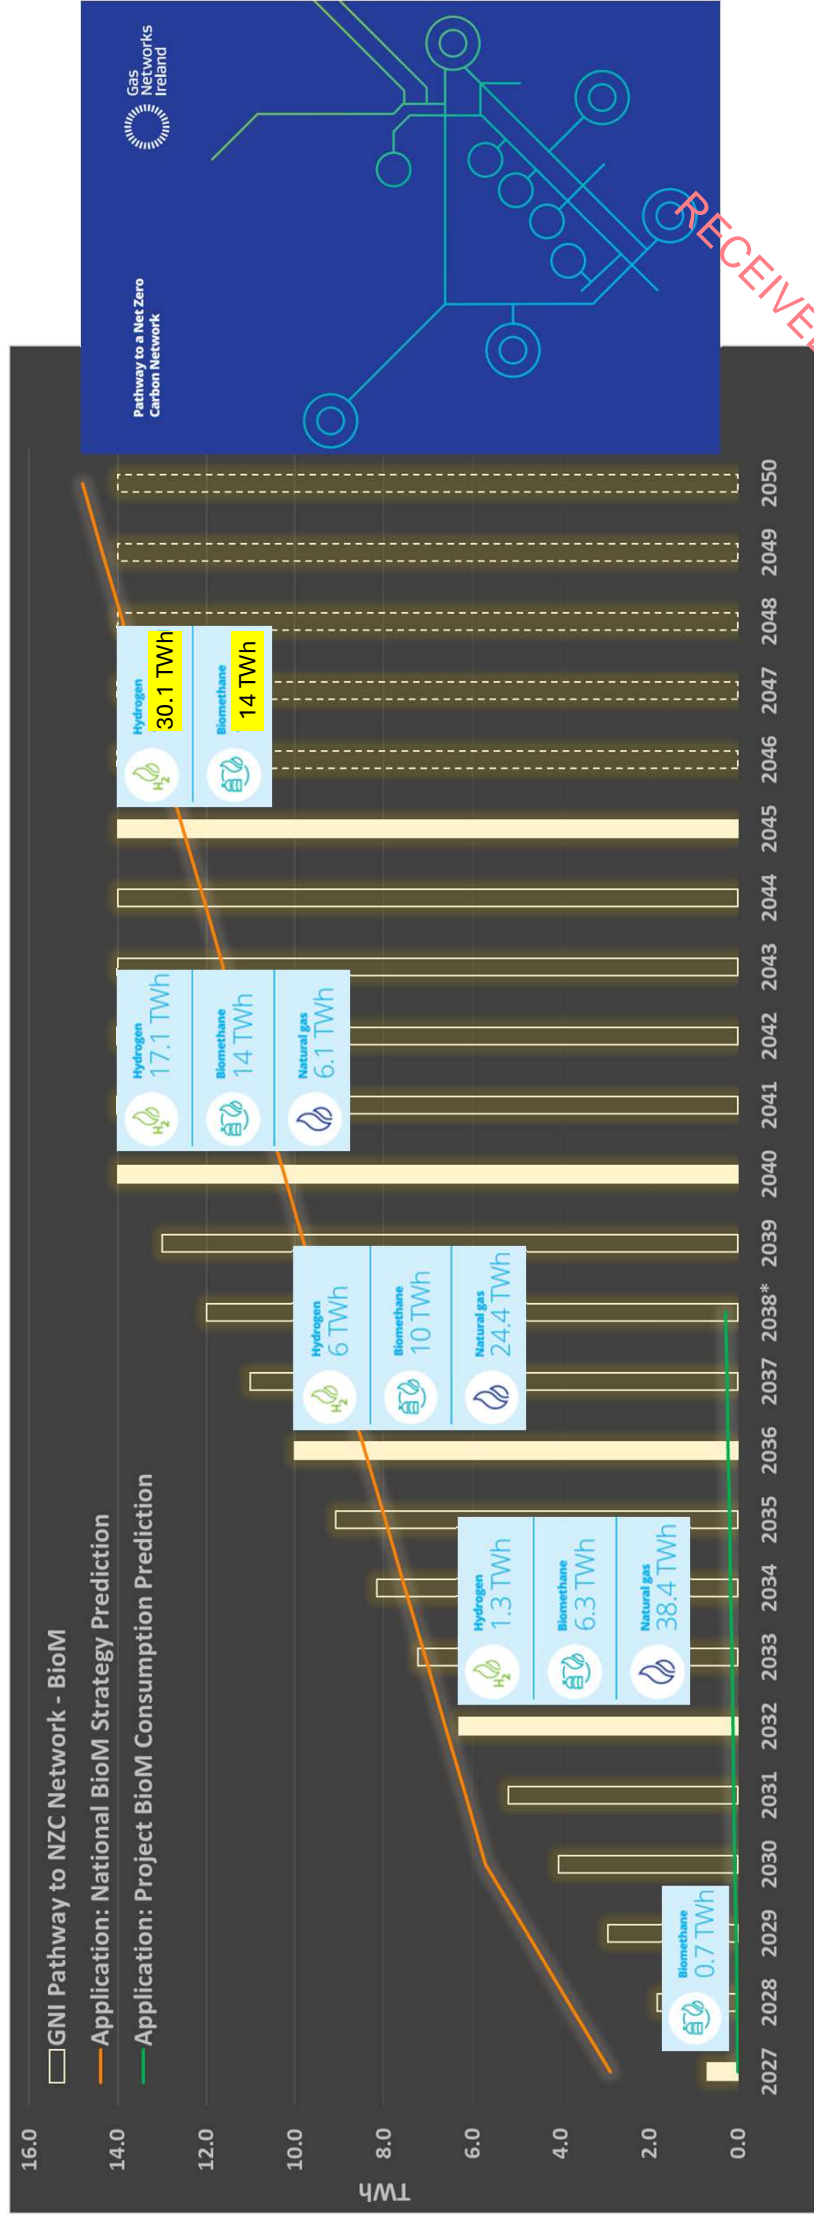 Pathway to a Net Zero
Carbon Network
Gas
Networks
Ireland
GNI Pathway to NZC Network - BioM
Application: National BioM Strategy Prediction
Application: Project BioM Consumption Prediction
TWh
16.0
14.0
12.0
10.0
8.0
6.0
4.0
2.0
0.0
Biomethane
0.7 TWh
H2
Hydrogen
1.3 TWh
Biomethane
6.3 TWh
Natural gas
38.4 TWh
H2
Hydrogen
6 TWh
Biomethane
10 TWh
Natural gas
24.4 TWh
H2
Hydrogen
17.1 TWh
Biomethane
14 TWh
Natural gas
6.1 TWh
H2
Hydrogen
30.1 TWh
Biomethane
14 TWh
2027 2028 2029 2030 2031 2032 2033 2034 2035 2036 2037 2038* 2039 2040 2041 2042 2043 2044 2045 2046 2047 2048 2049 2050